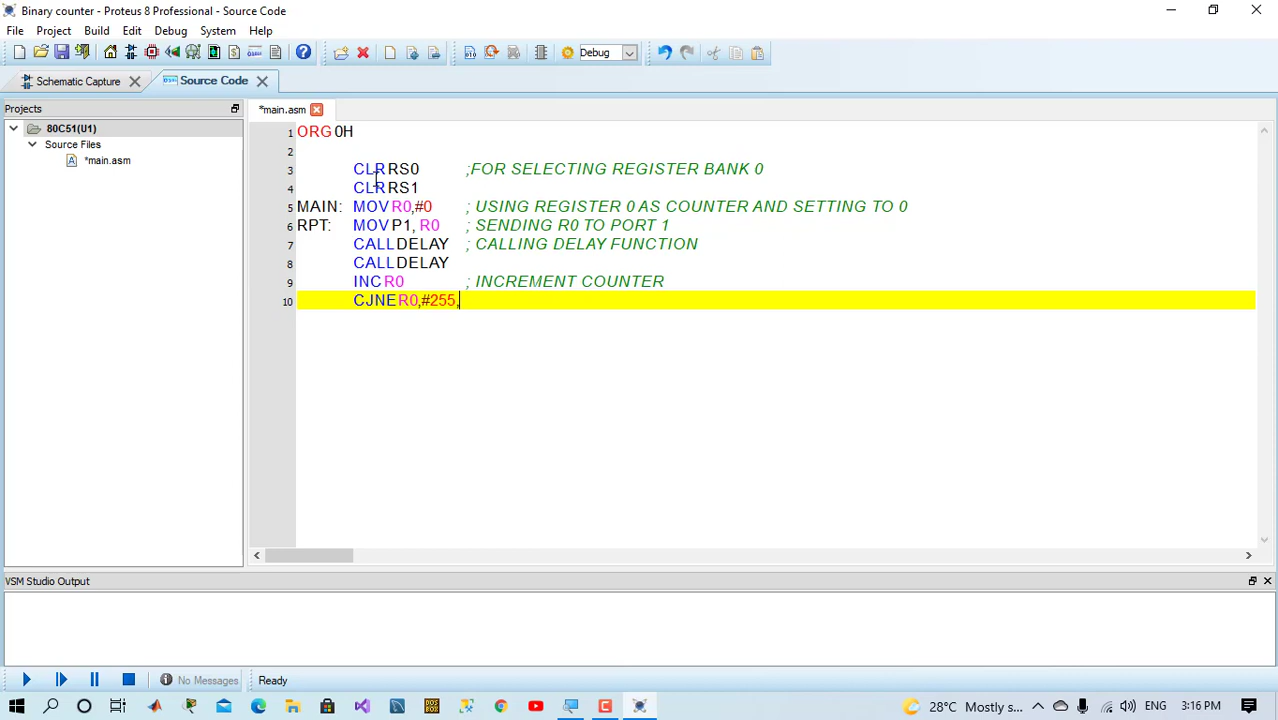 Binary counter - Proteus 8 Professional - Source Code
File Project Build Edit Debug System Help
Debug
Schematic Capture Source Code
Projects *main.asm
80C51(U1)
Source Files
*main.asm
1 ORG 0H
2
3 CLR RS0 ;FOR SELECTING REGISTER BANK 0
4 CLR RS1
5 MAIN: MOV R0,#0 ; USING REGISTER 0 AS COUNTER AND SETTING TO 0
6 RPT: MOV P1, R0 ; SENDING R0 TO PORT 1
7 CALL DELAY ; CALLING DELAY FUNCTION
8 CALL DELAY
9 INC R0 ; INCREMENT COUNTER
10 CJNE R0,#255,
VSM Studio Output
No Messages Ready
28°C Mostly s... ENG 3:16 PM